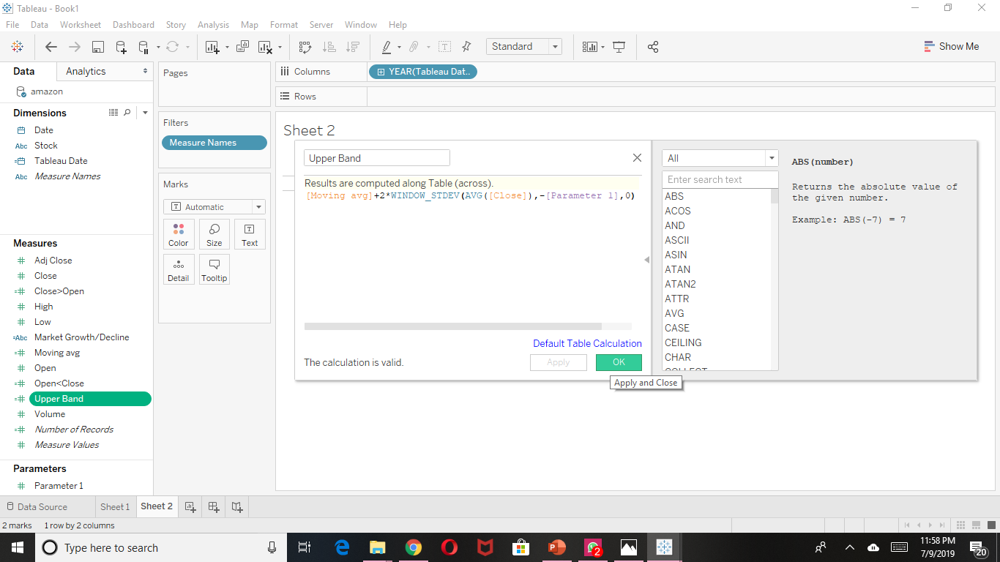 Tableau - Book1
File Data Worksheet Dashboard Story Analysis Map Format Server Window Help
Standard
Show Me
Data Analytics
amazon
Dimensions
Date
Abc Stock
Tableau Date
Abc Measure Names
Measures
Adj Close
Close
Close>Open
High
Low
=Abc Market Growth/Decline
Moving avg
Open
Open<Close
Upper Band
Volume
Number of Records
Measure Values
Parameters
Parameter 1
Pages
Filters
Measure Names
Marks
Automatic
Color Size Text
Detail Tooltip
Columns YEAR(Tableau Dat..
Rows
Sheet 2
Upper Band
Results are computed along Table (across).
[Moving avg]+2*WINDOW_STDEV(AVG([Close]),-[Parameter 1],0)
Default Table Calculation
The calculation is valid.
Apply OK
Apply and Close
All
Enter search text
ABS
ACOS
AND
ASCII
ASIN
ATAN
ATAN2
ATTR
AVG
CASE
CEILING
CHAR
COLLECT
ABS(number)
Returns the absolute value of
the given number.
Example: ABS(-7) = 7
Data Source Sheet 1 Sheet 2
2 marks 1 row by 2 columns
Type here to search
2
11:58 PM
7/9/2019
20